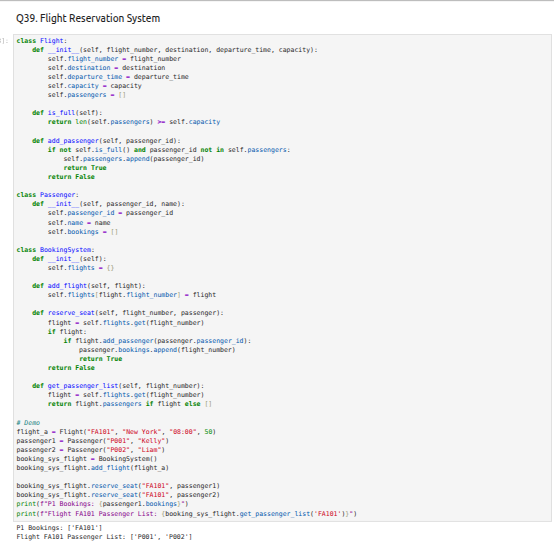 Q39. Flight Reservation System
class Flight:
    def __init__(self, flight_number, destination, departure_time, capacity):
        self.flight_number = flight_number
        self.destination = destination
        self.departure_time = departure_time
        self.capacity = capacity
        self.passengers = []

    def is_full(self):
        return len(self.passengers) >= self.capacity

    def add_passenger(self, passenger_id):
        if not self.is_full() and passenger_id not in self.passengers:
            self.passengers.append(passenger_id)
            return True
        return False

class Passenger:
    def __init__(self, passenger_id, name):
        self.passenger_id = passenger_id
        self.name = name
        self.bookings = []

class BookingSystem:
    def __init__(self):
        self.flights = {}

    def add_flight(self, flight):
        self.flights[flight.flight_number] = flight

    def reserve_seat(self, flight_number, passenger):
        flight = self.flights.get(flight_number)
        if flight:
            if flight.add_passenger(passenger.passenger_id):
                passenger.bookings.append(flight_number)
                return True
        return False

    def get_passenger_list(self, flight_number):
        flight = self.flights.get(flight_number)
        return flight.passengers if flight else []

# Demo
flight_a = Flight("FA101", "New York", "08:00", 50)
passenger1 = Passenger("P001", "Kelly")
passenger2 = Passenger("P002", "Liam")
booking_sys_flight = BookingSystem()
booking_sys_flight.add_flight(flight_a)

booking_sys_flight.reserve_seat("FA101", passenger1)
booking_sys_flight.reserve_seat("FA101", passenger2)
print(f"P1 Bookings: {passenger1.bookings}")
print(f"Flight FA101 Passenger List: {booking_sys_flight.get_passenger_list('FA101')}")
P1 Bookings: ['FA101']
Flight FA101 Passenger List: ['P001', 'P002']